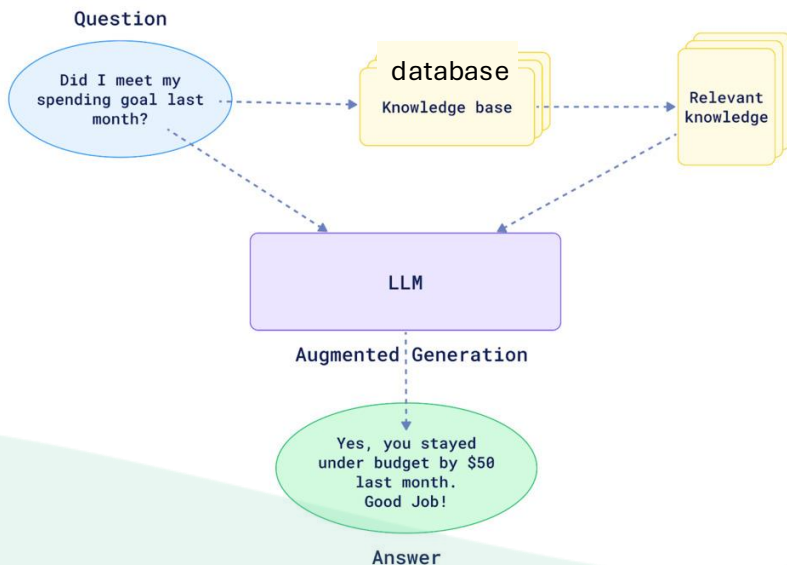 Question
Did I meet my
spending goal last
month?
database
Knowledge base
Relevant
knowledge
LLM
Augmented Generation
Yes, you stayed
under budget by $50
last month.
Good Job!
Answer